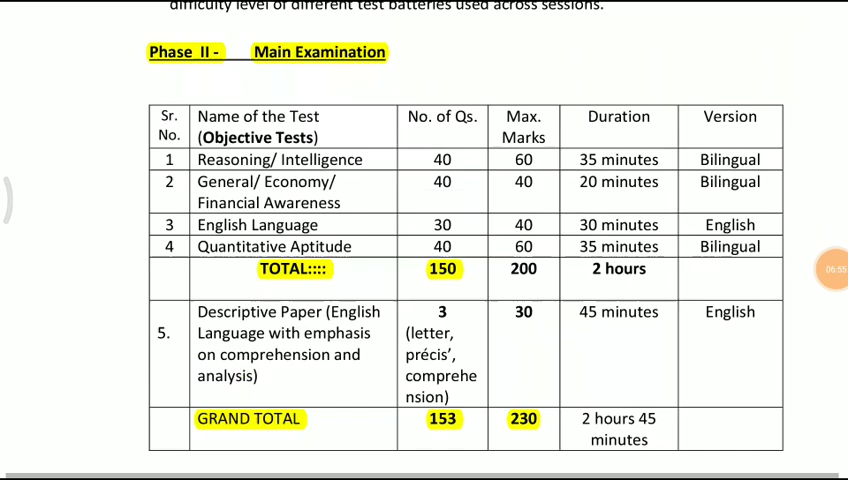 difficulty level of different test batteries used across sessions.
Phase II - Main Examination
Sr. No. Name of the Test (Objective Tests) No. of Qs. Max. Marks Duration Version
1 Reasoning/ Intelligence 40 60 35 minutes Bilingual
2 General/ Economy/ Financial Awareness 40 40 20 minutes Bilingual
3 English Language 30 40 30 minutes English
4 Quantitative Aptitude 40 60 35 minutes Bilingual
TOTAL:::: 150 200 2 hours
5. Descriptive Paper (English Language with emphasis on comprehension and analysis) 3 (letter, précis’, comprehe nsion) 30 45 minutes English
GRAND TOTAL 153 230 2 hours 45 minutes
06:55